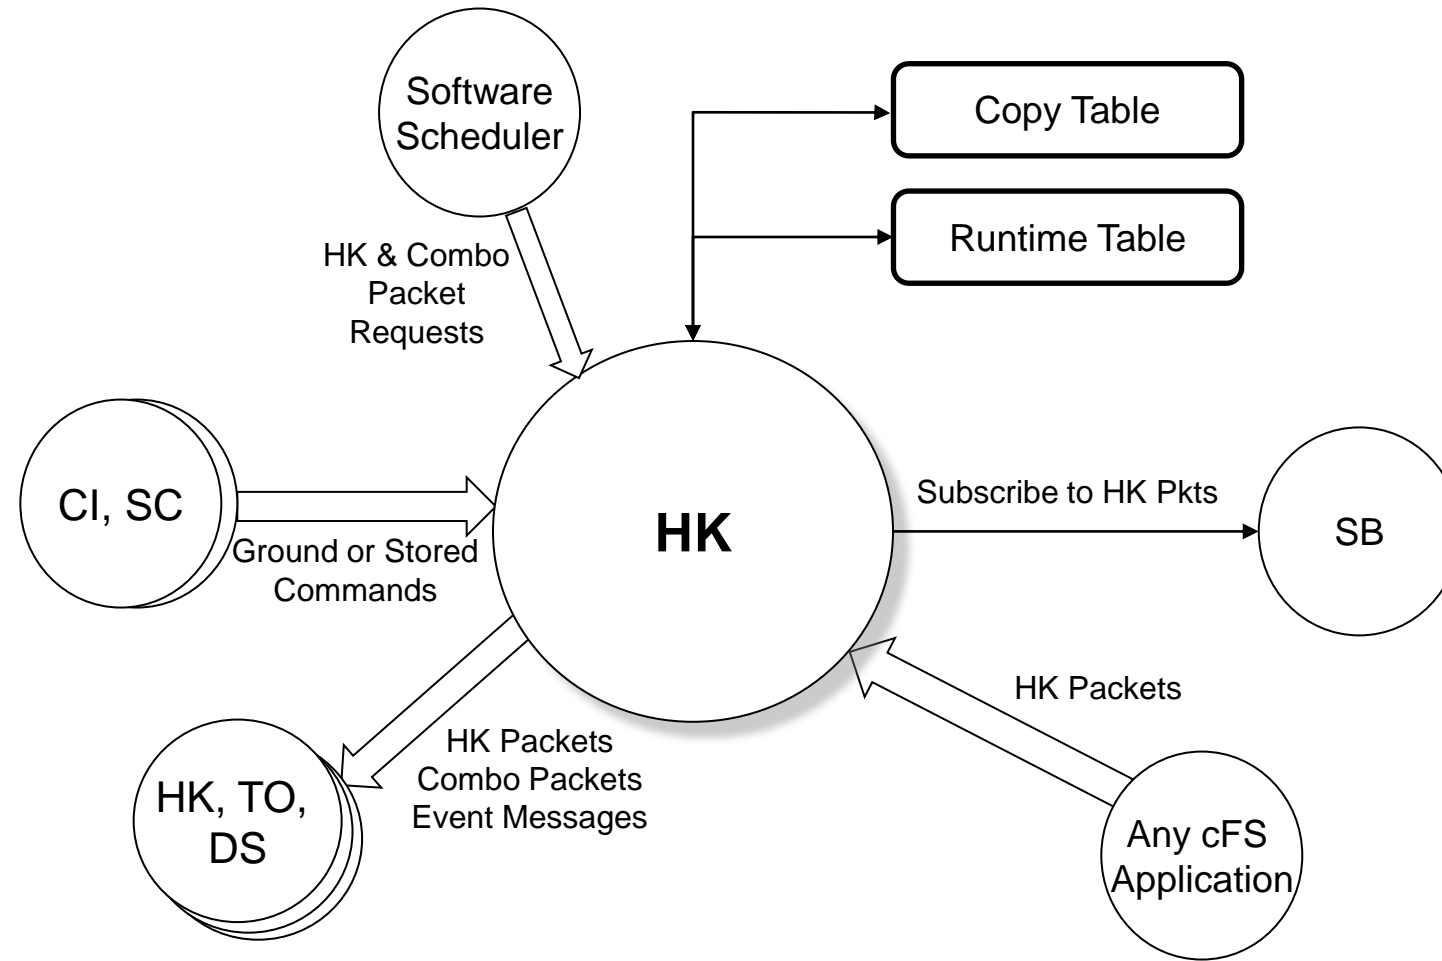 Software
Scheduler
Copy Table
Runtime Table
HK & Combo
Packet
Requests
CI, SC
Ground or Stored
Commands
HK
Subscribe to HK Pkts
SB
HK Packets
HK Packets
Combo Packets
Event Messages
HK, TO,
DS
Any cFS
Application